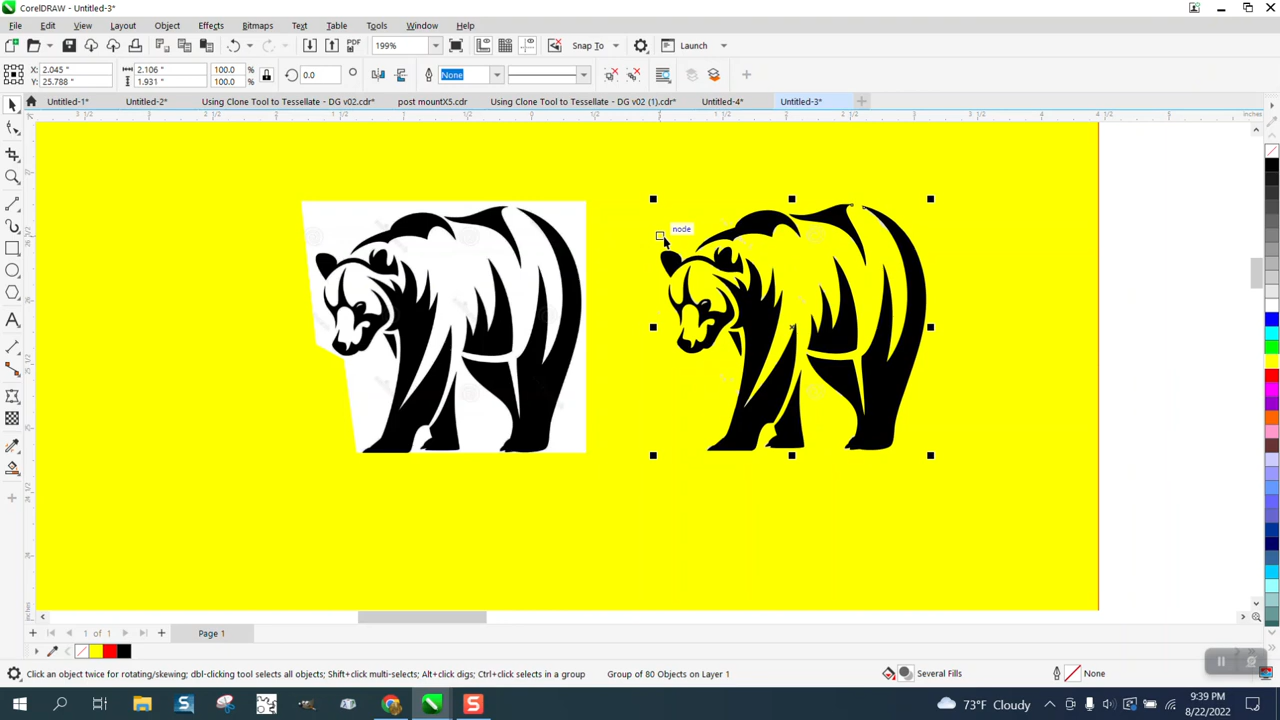 CorelDRAW - Untitled-3*
File Edit View Layout Object Effects Bitmaps Text Table Tools Window Help
PDF 199% Snap To Launch
X: 2.045 " 2.106 " 100.0 % 0.0 None
Y: 25.788 " 1.931 " 100.0 %
Untitled-1* Untitled-2* Using Clone Tool to Tessellate - DG v02.cdr* post mountX5.cdr Using Clone Tool to Tessellate - DG v02 (1).cdr* Untitled-4* Untitled-3*
inches
node
1 of 1 Page 1
Click an object twice for rotating/skewing; dbl-clicking tool selects all objects; Shift+click multi-selects; Alt+click digs; Ctrl+click selects in a group Group of 80 Objects on Layer 1 Several Fills None
73°F Cloudy 9:39 PM
8/22/2022